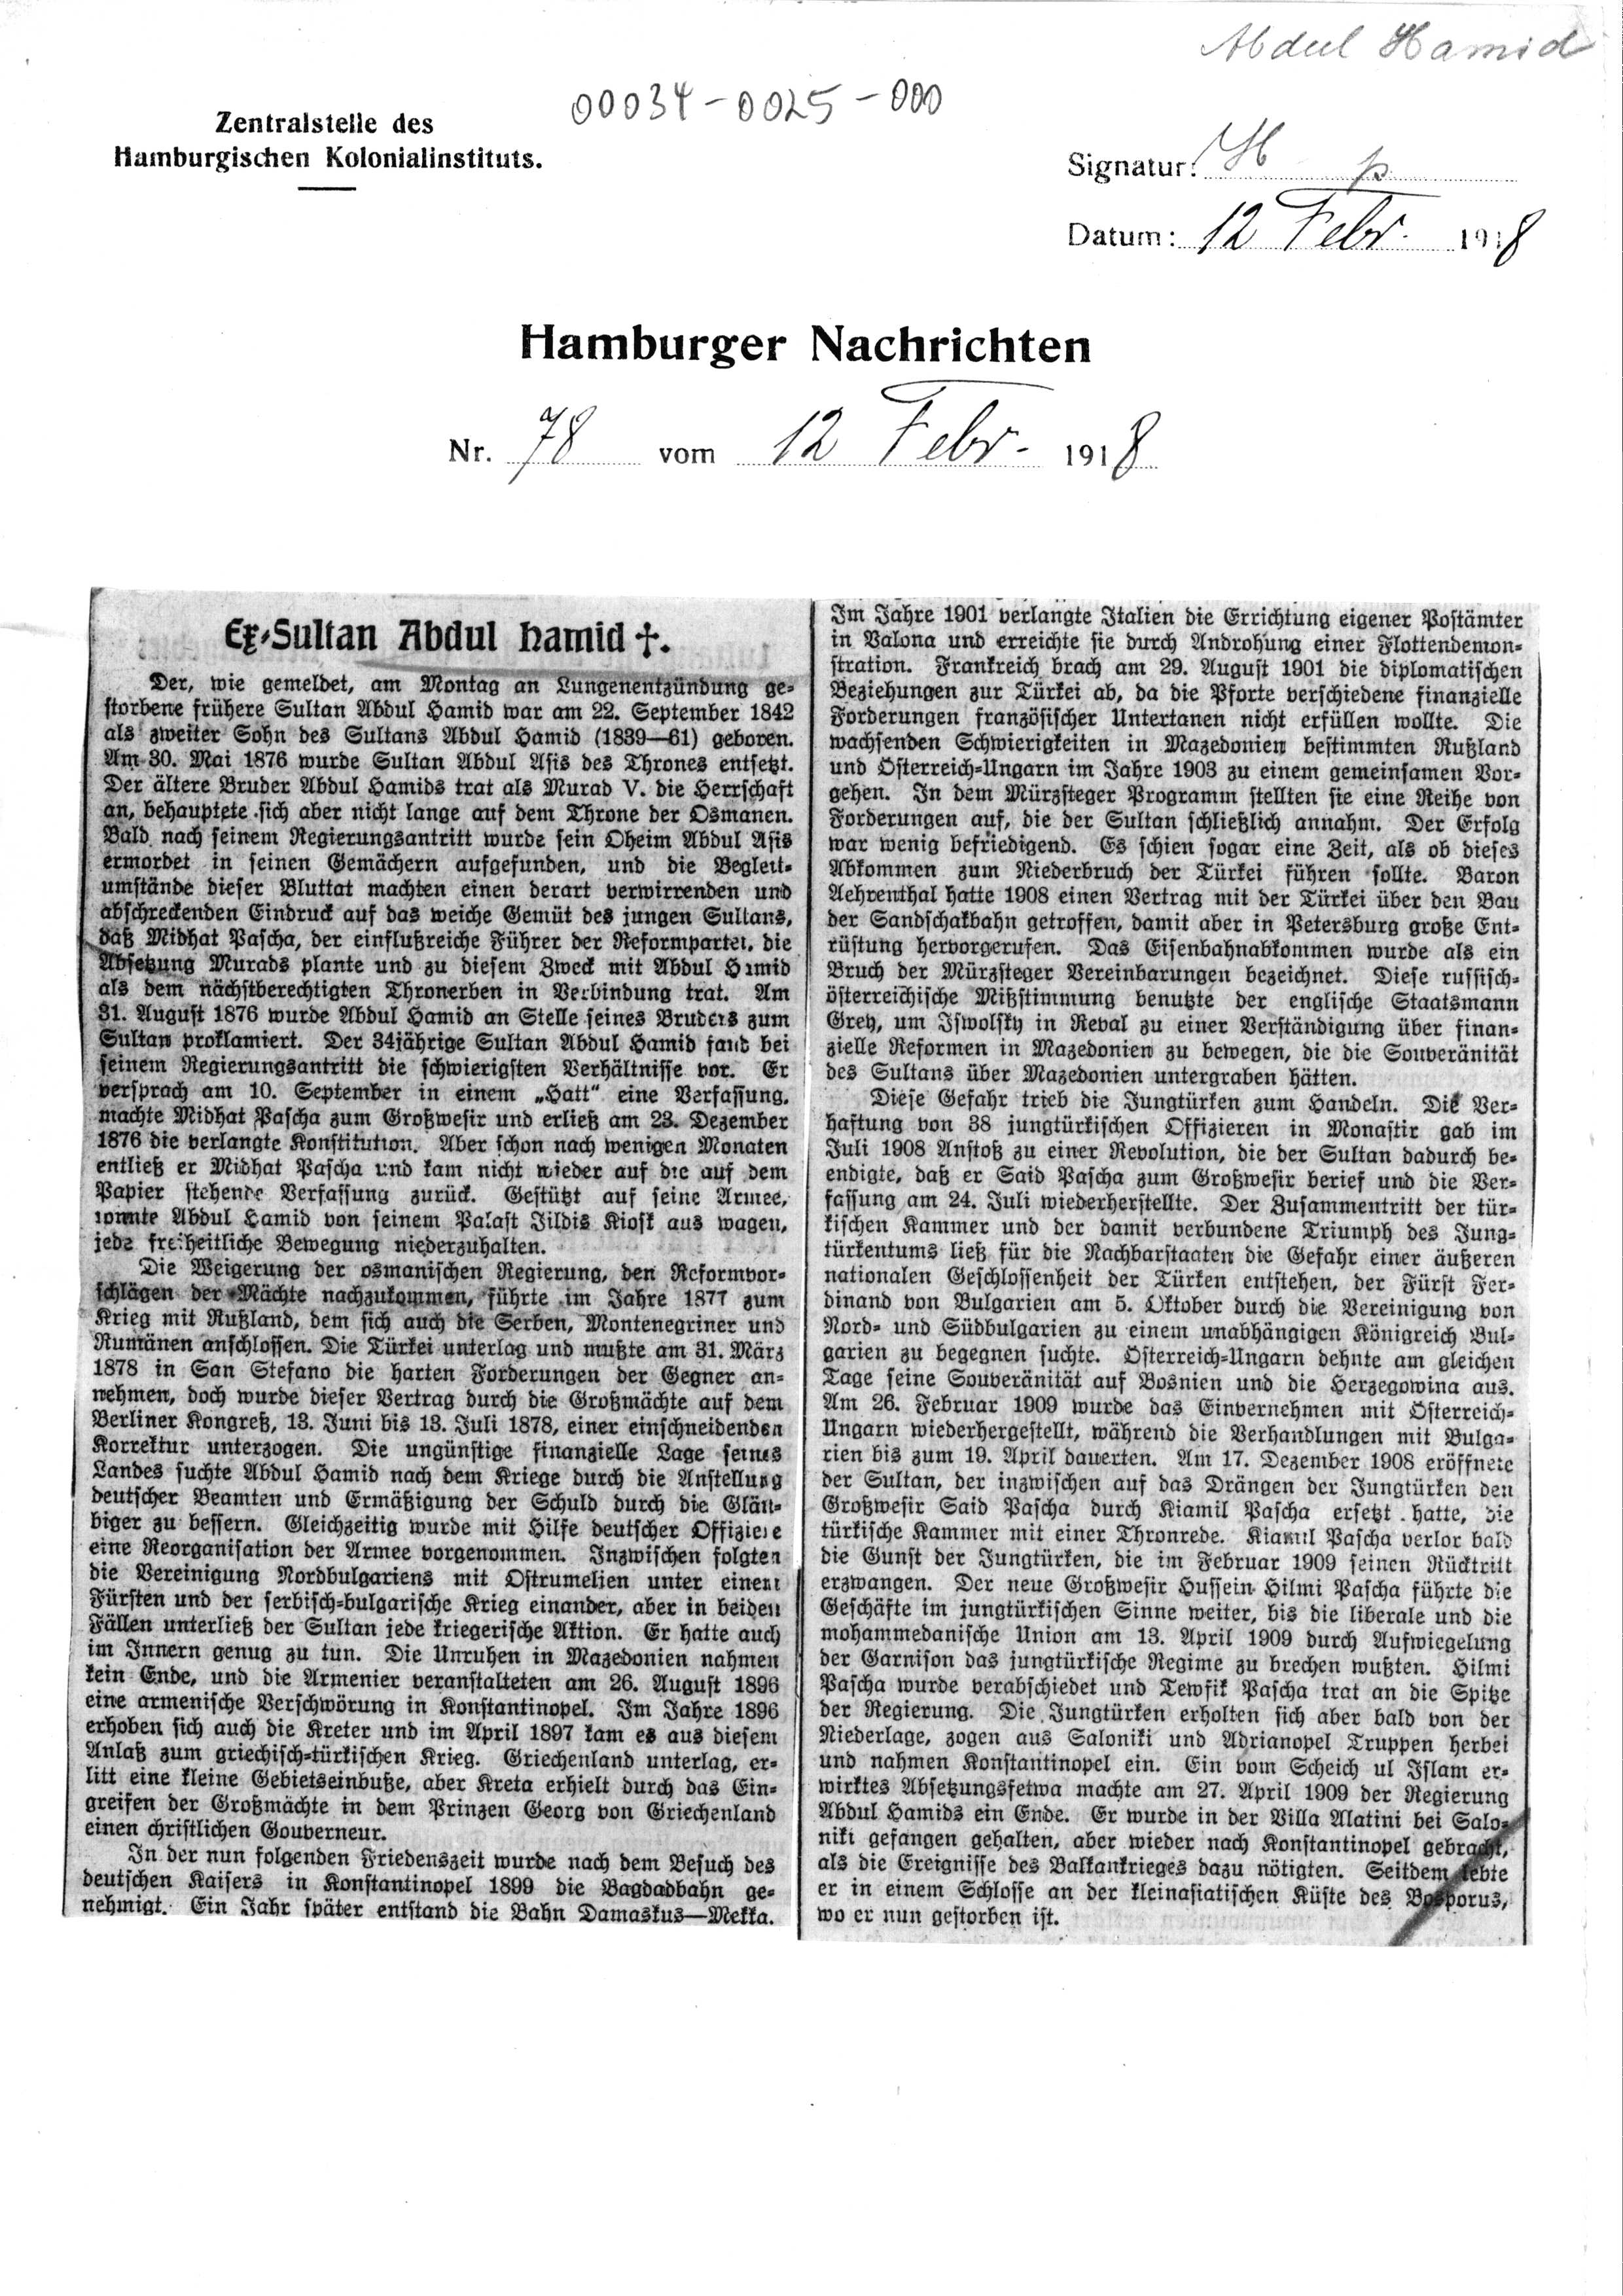 Abdul Hamid
00034-0025-000
Zentralstelle des
Hamburgischen Kolonialinstituts.
Signatur: H p
Datum: 12 Febr. 1918
Hamburger Nachrichten
Nr. 78 vom 12 Febr. 1918
Ex-Sultan Abdul Hamid †.
Der, wie gemeldet, am Montag an Lungenentzündung ge-
storbene frühere Sultan Abdul Hamid war am 22. September 1842
als zweiter Sohn des Sultans Abdul Hamid (1839—61) geboren.
Am 30. Mai 1876 wurde Sultan Abdul Asis des Thrones entsetzt.
Der ältere Bruder Abdul Hamids trat als Murad V. die Herrschaft
an, behauptete sich aber nicht lange auf dem Throne der Osmanen.
Bald nach seinem Regierungsantritt wurde sein Oheim Abdul Asis
ermordet in seinen Gemächern aufgefunden, und die Begleit-
umstände dieser Bluttat machten einen derart verwirrenden und
abschreckenden Eindruck auf das weiche Gemüt des jungen Sultans,
daß Midhat Pascha, der einflußreiche Führer der Reformpartei, die
Absetzung Murads plante und zu diesem Zweck mit Abdul Hamid
als dem nächstberechtigten Thronerben in Verbindung trat. Am
31. August 1876 wurde Abdul Hamid an Stelle seines Bruders zum
Sultan proklamiert. Der 34jährige Sultan Abdul Hamid fand bei
seinem Regierungsantritt die schwierigsten Verhältnisse vor. Er
versprach am 10. September in einem „Hatt“ eine Verfassung,
machte Midhat Pascha zum Großwesir und erließ am 23. Dezember
1876 die verlangte Konstitution. Aber schon nach wenigen Monaten
entließ er Midhat Pascha und kam nicht wieder auf die auf dem
Papier stehende Verfassung zurück. Gestützt auf seine Armee,
konnte Abdul Hamid von seinem Palast Jildis Kiosk aus wagen,
jede freiheitliche Bewegung niederzuhalten.
Die Weigerung der osmanischen Regierung, den Reformvor-
schlägen der Mächte nachzukommen, führte im Jahre 1877 zum
Krieg mit Rußland, dem sich auch die Serben, Montenegriner und
Rumänen anschlossen. Die Türkei unterlag und mußte am 31. März
1878 in San Stefano die harten Forderungen der Gegner an-
nehmen, doch wurde dieser Vertrag durch die Großmächte auf dem
Berliner Kongreß, 13. Juni bis 13. Juli 1878, einer einschneidenden
Korrektur unterzogen. Die ungünstige finanzielle Lage seines
Landes suchte Abdul Hamid nach dem Kriege durch die Anstellung
deutscher Beamten und Ermäßigung der Schuld durch die Gläu-
biger zu bessern. Gleichzeitig wurde mit Hilfe deutscher Offiziere
eine Reorganisation der Armee vorgenommen. Inzwischen folgten
die Vereinigung Nordbulgariens mit Ostrumelien unter einem
Fürsten und der serbisch-bulgarische Krieg einander, aber in beiden
Fällen unterließ der Sultan jede kriegerische Aktion. Er hatte auch
im Innern genug zu tun. Die Unruhen in Mazedonien nahmen
kein Ende, und die Armenier veranstalteten am 26. August 1896
eine armenische Verschwörung in Konstantinopel. Im Jahre 1896
erhoben sich auch die Kreter und im April 1897 kam es aus diesem
Anlaß zum griechisch-türkischen Krieg. Griechenland unterlag, er-
litt eine kleine Gebietseinbuße, aber Kreta erhielt durch das Ein-
greifen der Großmächte in dem Prinzen Georg von Griechenland
einen christlichen Gouverneur.
In der nun folgenden Friedenszeit wurde nach dem Besuch des
deutschen Kaisers in Konstantinopel 1899 die Bagdadbahn ge-
nehmigt. Ein Jahr später entstand die Bahn Damaskus—Mekka.
Im Jahre 1901 verlangte Italien die Errichtung eigener Postämter
in Valona und erreichte sie durch Androhung einer Flottendemon-
stration. Frankreich brach am 29. August 1901 die diplomatischen
Beziehungen zur Türkei ab, da die Pforte verschiedene finanzielle
Forderungen französischer Untertanen nicht erfüllen wollte. Die
wachsenden Schwierigkeiten in Mazedonien bestimmten Rußland
und Österreich-Ungarn im Jahre 1903 zu einem gemeinsamen Vor-
gehen. In dem Mürzsteger Programm stellten sie eine Reihe von
Forderungen auf, die der Sultan schließlich annahm. Der Erfolg
war wenig befriedigend. Es schien sogar eine Zeit, als ob dieses
Abkommen zum Niederbruch der Türkei führen sollte. Baron
Aehrenthal hatte 1908 einen Vertrag mit der Türkei über den Bau
der Sandschakbahn getroffen, damit aber in Petersburg große Ent-
rüstung hervorgerufen. Das Eisenbahnabkommen wurde als ein
Bruch der Mürzsteger Vereinbarungen bezeichnet. Diese russisch-
österreichische Mißstimmung benutzte der englische Staatsmann
Grey, um Iswolsky in Reval zu einer Verständigung über finan-
zielle Reformen in Mazedonien zu bewegen, die die Souveränität
des Sultans über Mazedonien untergraben hätten.
Diese Gefahr trieb die Jungtürken zum Handeln. Die Ver-
haftung von 38 jungtürkischen Offizieren in Monastir gab im
Juli 1908 Anstoß zu einer Revolution, die der Sultan dadurch be-
endigte, daß er Said Pascha zum Großwesir berief und die Ver-
fassung am 24. Juli wiederherstellte. Der Zusammentritt der tür-
kischen Kammer und der damit verbundene Triumph des Jung-
türkentums ließ für die Nachbarstaaten die Gefahr einer äußeren
nationalen Geschlossenheit der Türken entstehen, der Fürst Fer-
dinand von Bulgarien am 5. Oktober durch die Vereinigung von
Nord- und Südbulgarien zu einem unabhängigen Königreich Bul-
garien zu begegnen suchte. Österreich-Ungarn dehnte am gleichen
Tage seine Souveränität auf Bosnien und die Herzegowina aus.
Am 26. Februar 1909 wurde das Einvernehmen mit Österreich-
Ungarn wiederhergestellt, während die Verhandlungen mit Bulga-
rien bis zum 19. April dauerten. Am 17. Dezember 1908 eröffnete
der Sultan, der inzwischen auf das Drängen der Jungtürken den
Großwesir Said Pascha durch Kiamil Pascha ersetzt hatte, die
türkische Kammer mit einer Thronrede. Kiamil Pascha verlor bald
die Gunst der Jungtürken, die im Februar 1909 seinen Rücktritt
erzwangen. Der neue Großwesir Hussein Hilmi Pascha führte die
Geschäfte im jungtürkischen Sinne weiter, bis die liberale und die
mohammedanische Union am 13. April 1909 durch Aufwiegelung
der Garnison das jungtürkische Regime zu brechen wußten. Hilmi
Pascha wurde verabschiedet und Tewfik Pascha trat an die Spitze
der Regierung. Die Jungtürken erholten sich aber bald von der
Niederlage, zogen aus Saloniki und Adrianopel Truppen herbei
und nahmen Konstantinopel ein. Ein vom Scheich ul Islam er-
wirktes Absetzungsfetwa machte am 27. April 1909 der Regierung
Abdul Hamids ein Ende. Er wurde in der Villa Alatini bei Salo-
niki gefangen gehalten, aber wieder nach Konstantinopel gebracht,
als die Ereignisse des Balkankrieges dazu nötigten. Seitdem lebte
er in einem Schlosse an der kleinasiatischen Küste des Bosporus,
wo er nun gestorben ist.